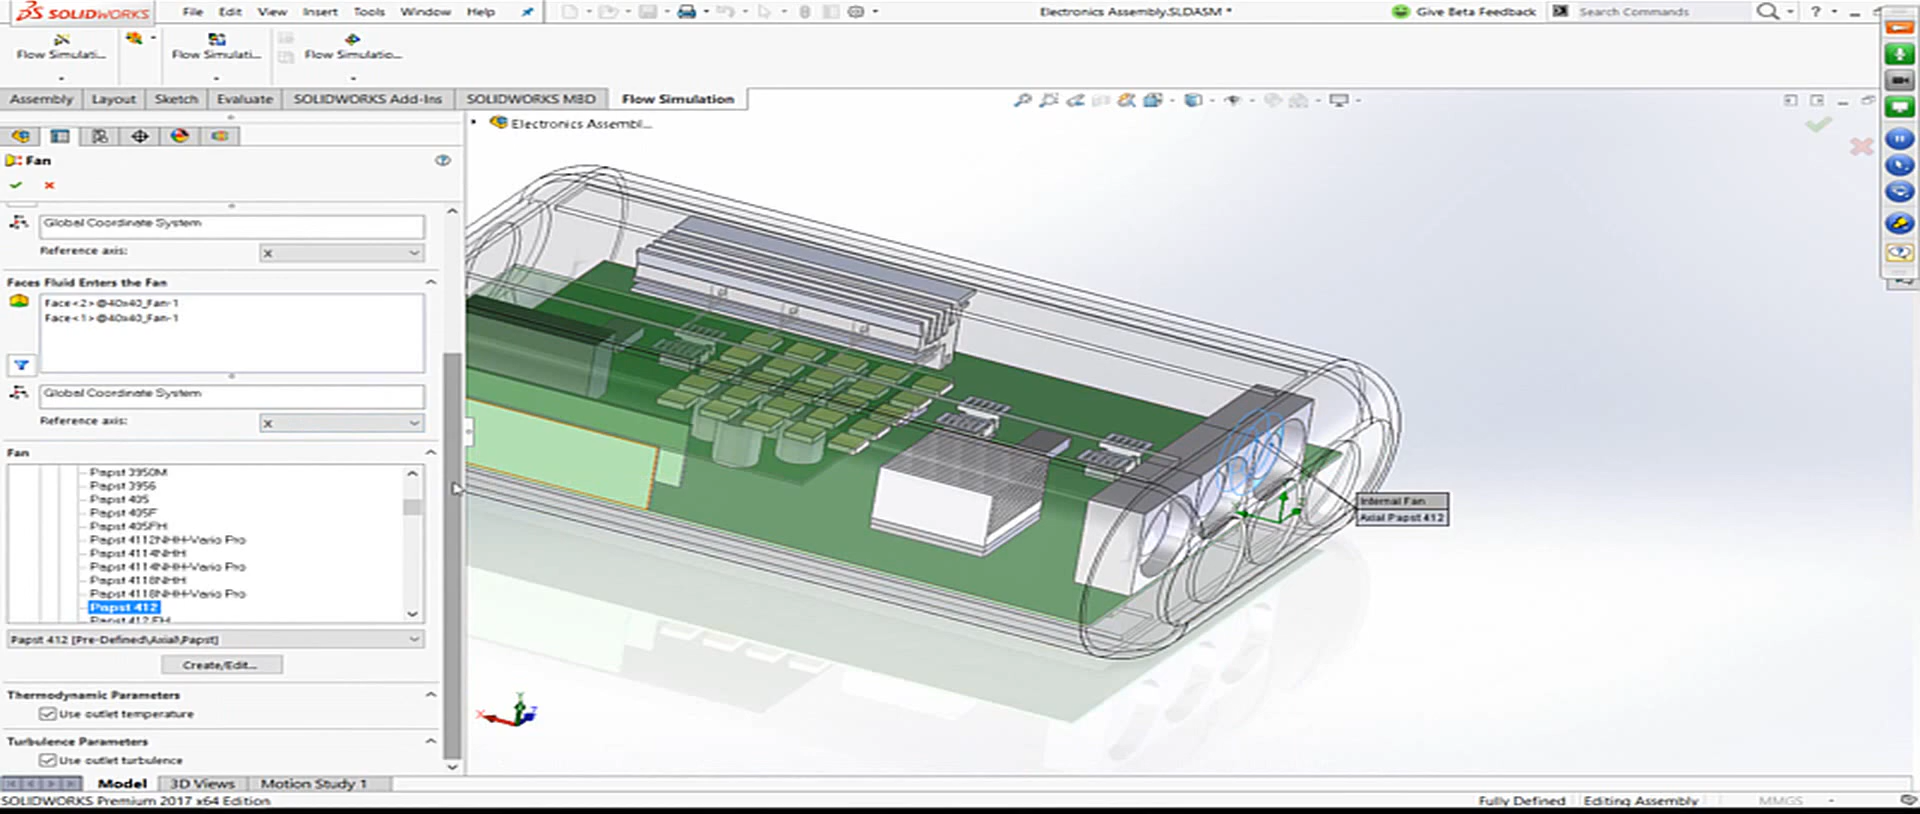 SOLIDWORKS File Edit View Insert Tools Window Help Electronics Assembly.SLDASM * Give Beta Feedback Search Commands ?
Flow Simulati... Flow Simulati... Flow Simulatio...
Assembly Layout Sketch Evaluate SOLIDWORKS Add-Ins SOLIDWORKS MBD Flow Simulation
Electronics Assembl...
Fan
Global Coordinate System
Reference axis: X
Faces Fluid Enters the Fan
Face<2>@40x40_Fan-1
Face<1>@40x40_Fan-1
Global Coordinate System
Reference axis: X
Fan
Papst 3950M
Papst 3956
Papst 405
Papst 405F
Papst 405FH
Papst 4112NHH-Vario Pro
Papst 4114NHH
Papst 4114NHH-Vario Pro
Papst 4118NHH
Papst 4118NHH-Vario Pro
Papst 412
Papst 412 FH
Papst 412 [Pre-Defined\Axial\Papst]
Create/Edit...
Thermodynamic Parameters
Use outlet temperature
Turbulence Parameters
Use outlet turbulence
Internal Fan
Axial Papst 412
X Y Z
Model 3D Views Motion Study 1
SOLIDWORKS Premium 2017 x64 Edition Fully Defined Editing Assembly MMGS